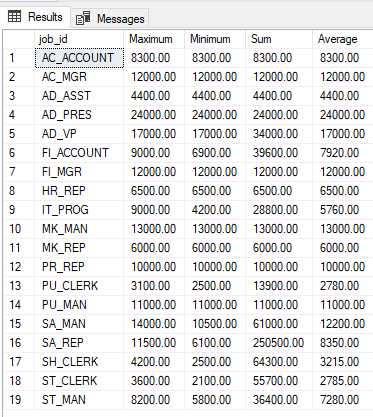 Results Messages
job_id Maximum Minimum Sum Average
1 AC_ACCOUNT 8300.00 8300.00 8300.00 8300.00
2 AC_MGR 12000.00 12000.00 12000.00 12000.00
3 AD_ASST 4400.00 4400.00 4400.00 4400.00
4 AD_PRES 24000.00 24000.00 24000.00 24000.00
5 AD_VP 17000.00 17000.00 34000.00 17000.00
6 FI_ACCOUNT 9000.00 6900.00 39600.00 7920.00
7 FI_MGR 12000.00 12000.00 12000.00 12000.00
8 HR_REP 6500.00 6500.00 6500.00 6500.00
9 IT_PROG 9000.00 4200.00 28800.00 5760.00
10 MK_MAN 13000.00 13000.00 13000.00 13000.00
11 MK_REP 6000.00 6000.00 6000.00 6000.00
12 PR_REP 10000.00 10000.00 10000.00 10000.00
13 PU_CLERK 3100.00 2500.00 13900.00 2780.00
14 PU_MAN 11000.00 11000.00 11000.00 11000.00
15 SA_MAN 14000.00 10500.00 61000.00 12200.00
16 SA_REP 11500.00 6100.00 250500.00 8350.00
17 SH_CLERK 4200.00 2500.00 64300.00 3215.00
18 ST_CLERK 3600.00 2100.00 55700.00 2785.00
19 ST_MAN 8200.00 5800.00 36400.00 7280.00